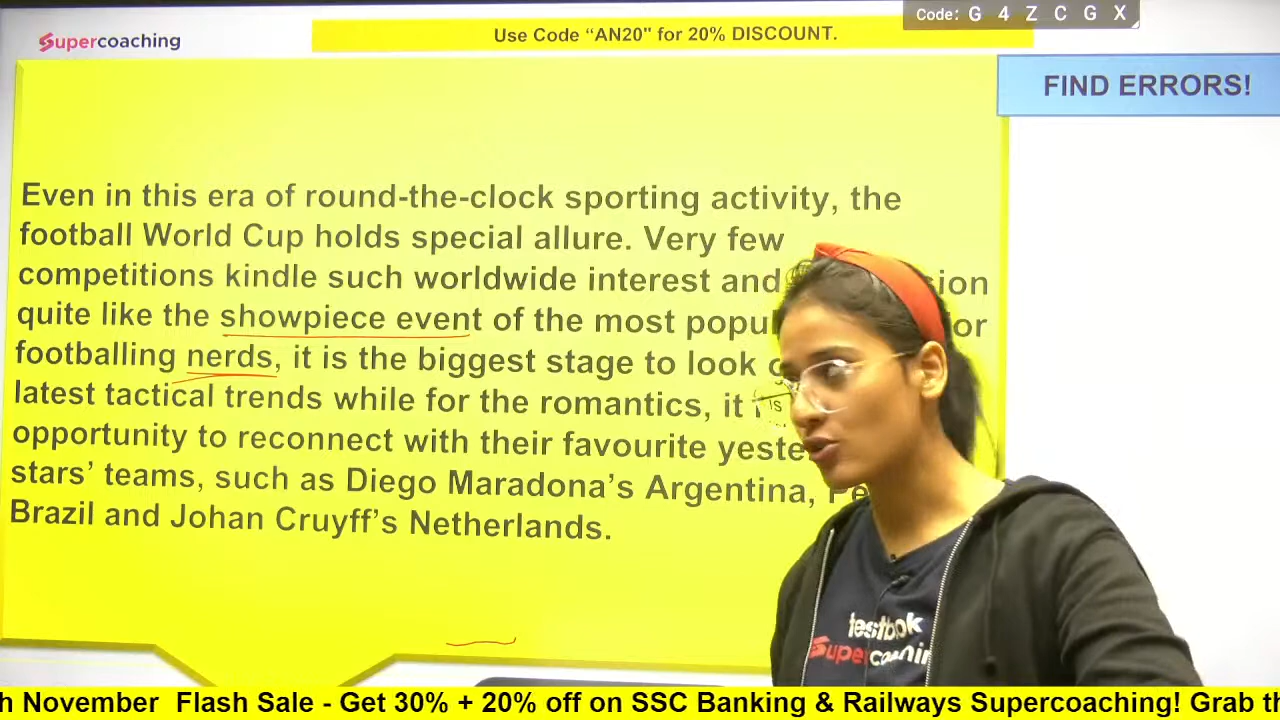 Code: G 4 Z C G X
Supercoaching
Use Code “AN20" for 20% DISCOUNT.
FIND ERRORS!
Even in this era of round-the-clock sporting activity, the
football World Cup holds special allure. Very few
competitions kindle such worldwide interest and
quite like the showpiece event of the most
footballing nerds, it is the biggest stage to look
latest tactical trends while for the romantics, it is
opportunity to reconnect with their favourite
stars’ teams, such as Diego Maradona’s Argentina,
Brazil and Johan Cruyff’s Netherlands.
testbook
Supercoaching
November Flash Sale - Get 30% + 20% off on SSC Banking & Railways Supercoaching! Grab